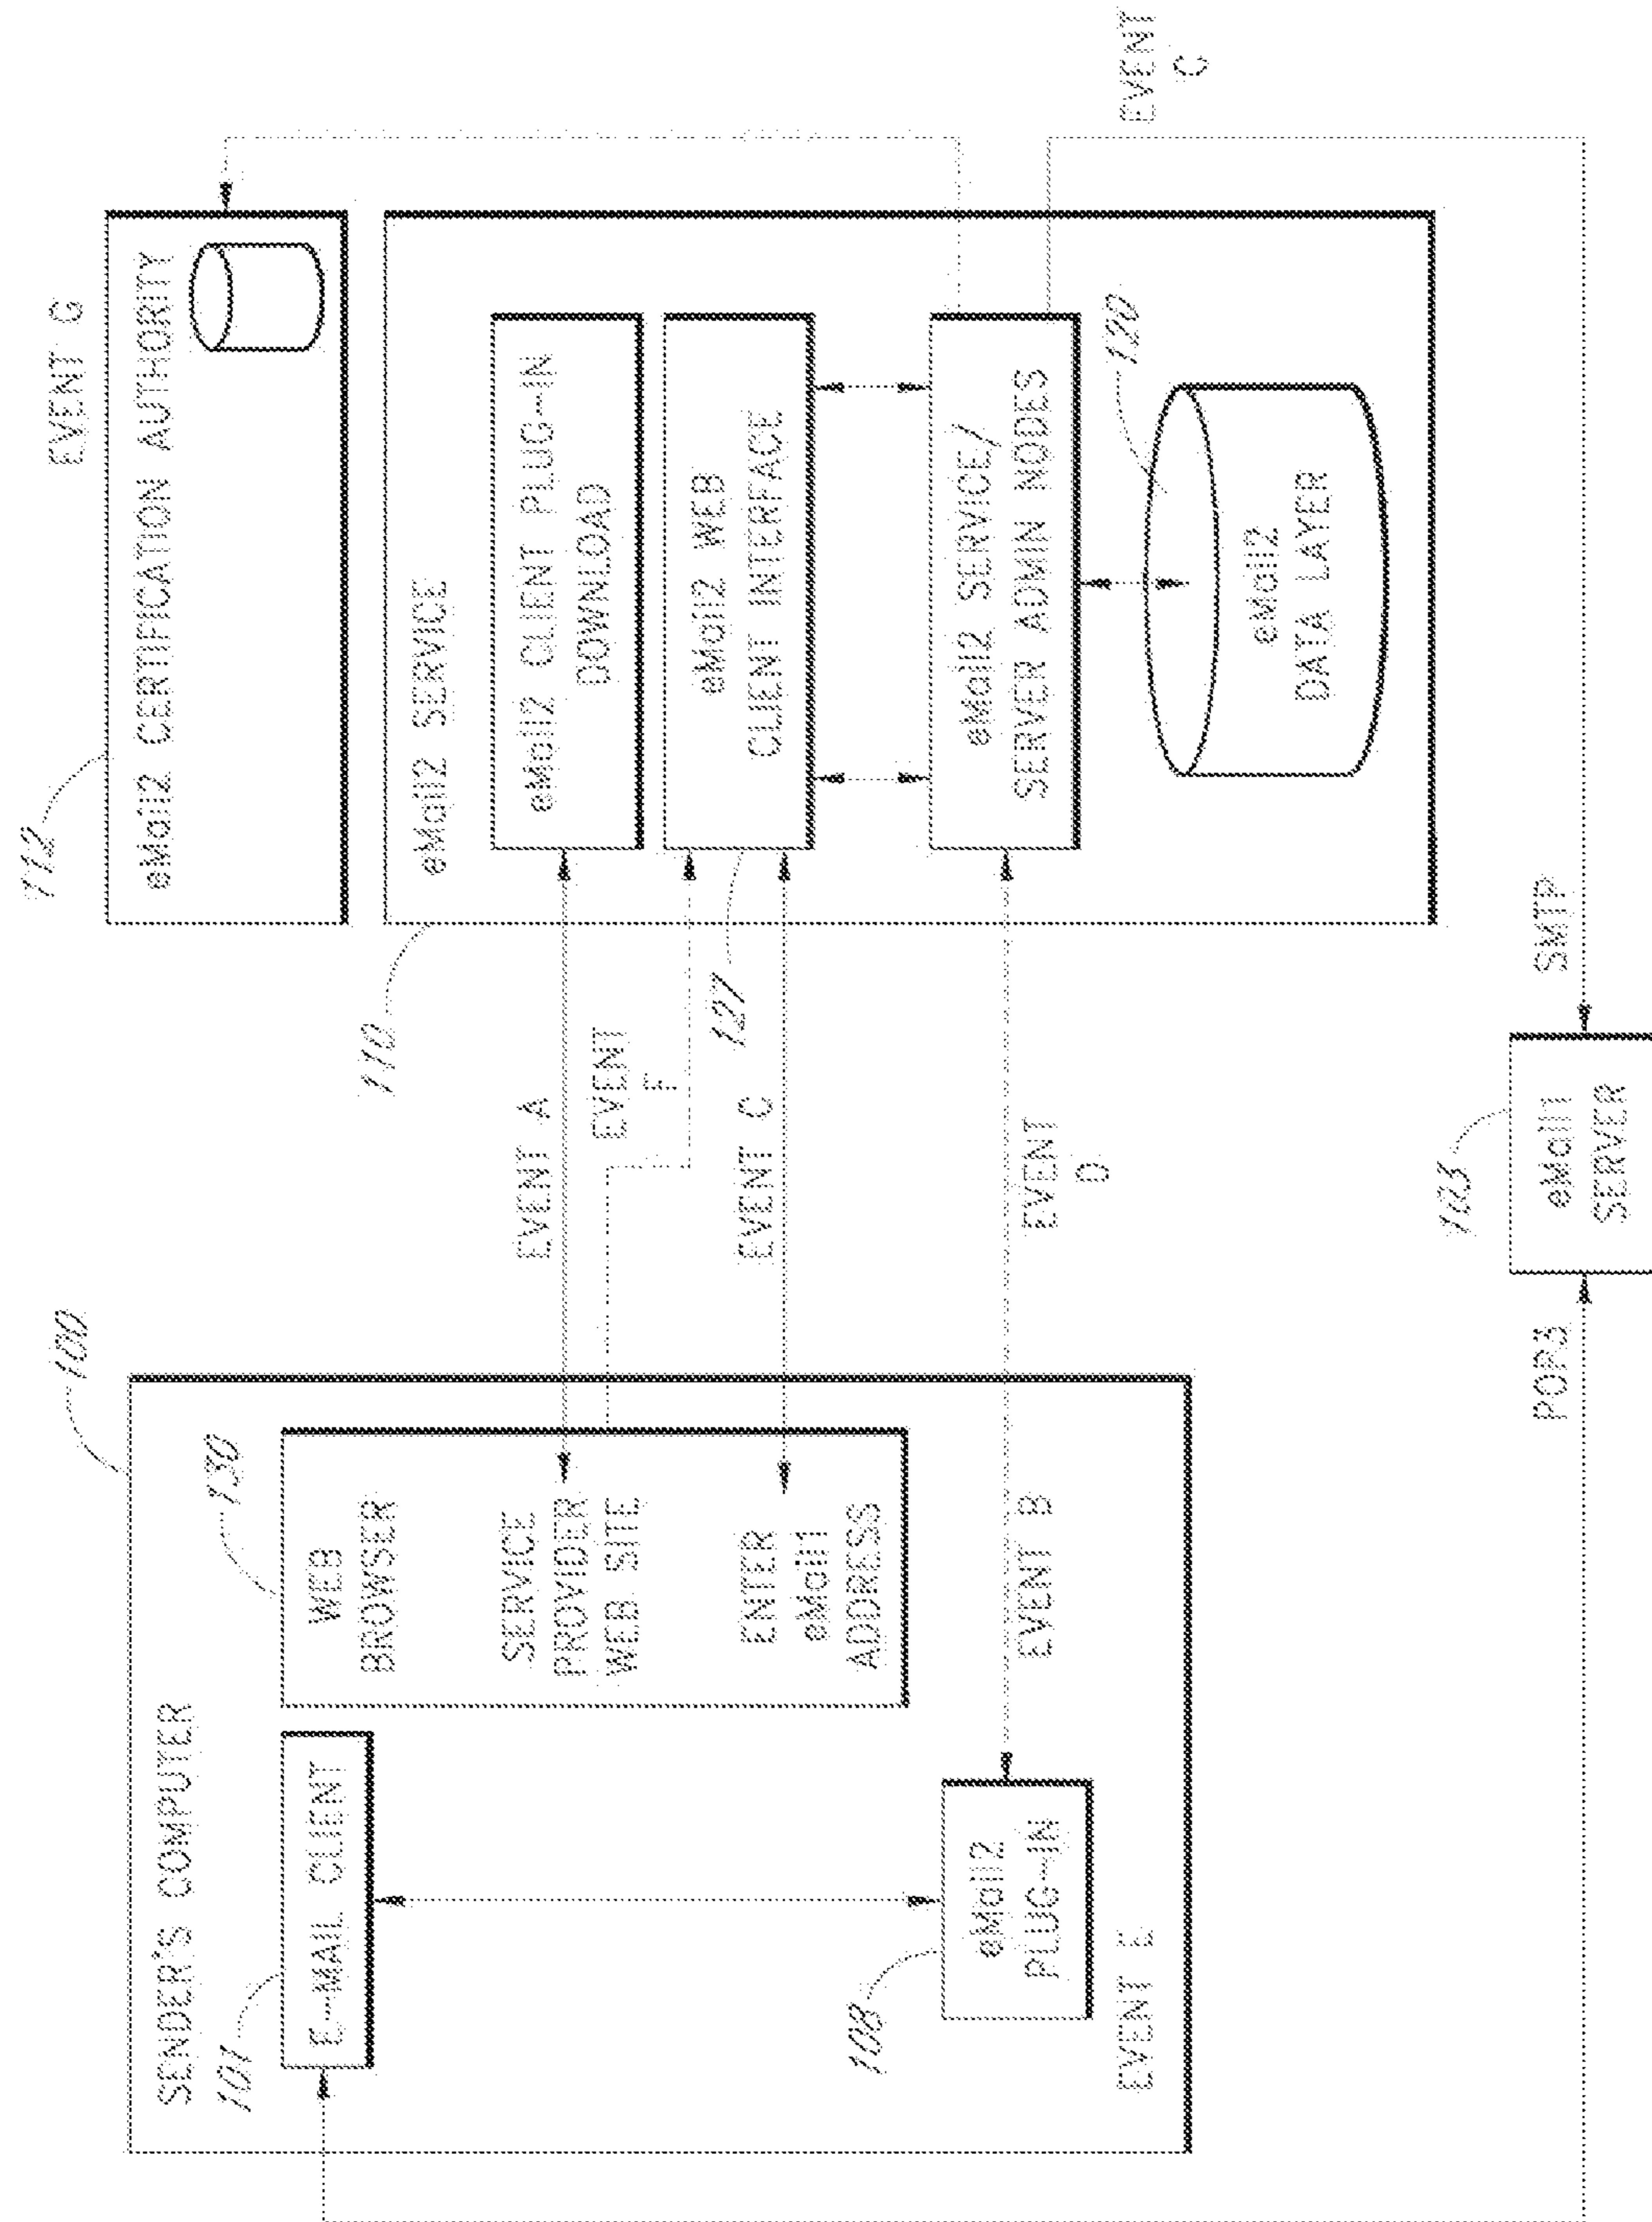 SENDER'S COMPUTER
100
101
E-MAIL CLIENT
130
WEB
BROWSER
SERVICE
PROVIDER
WEB SITE
ENTER
eMail1
ADDRESS
108
eMail2
PLUG-IN
EVENT B
EVENT E
EVENT A
EVENT
F
EVENT C
EVENT
D
112
EVENT G
eMail2 CERTIFICATION AUTHORITY
110
eMail2 SERVICE
eMail2 CLIENT PLUG-IN
DOWNLOAD
127
eMail2 WEB
CLIENT INTERFACE
eMail2 SERVICE/
SERVER ADMIN NODES
120
eMail2
DATA LAYER
EVENT
C
POP3
103
eMail1
SERVER
SMTP